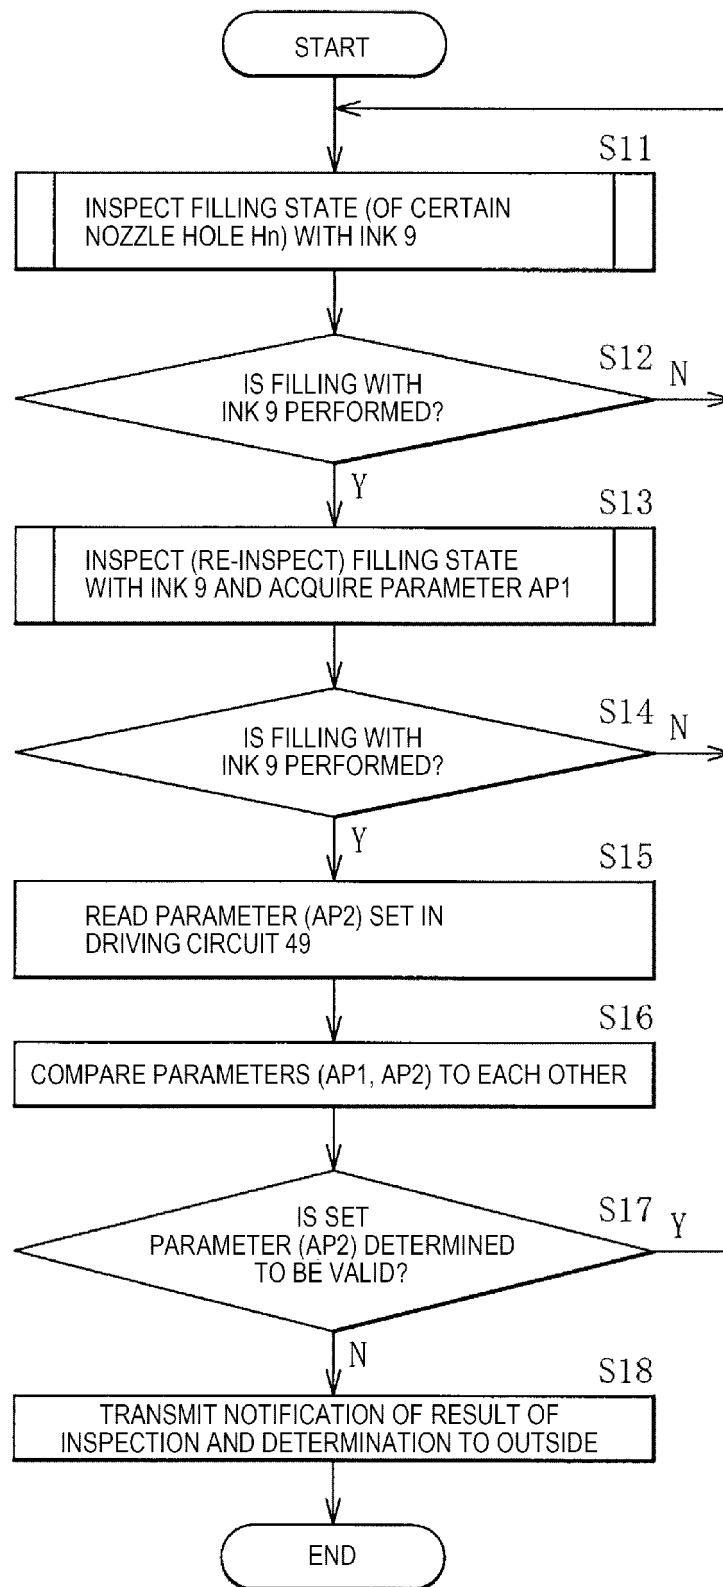 START
S11
INSPECT FILLING STATE (OF CERTAIN
NOZZLE HOLE Hn) WITH INK 9
S12
N
IS FILLING WITH
INK 9 PERFORMED?
Y
S13
INSPECT (RE-INSPECT) FILLING STATE
WITH INK 9 AND ACQUIRE PARAMETER AP1
S14
N
IS FILLING WITH
INK 9 PERFORMED?
Y
S15
READ PARAMETER (AP2) SET IN
DRIVING CIRCUIT 49
S16
COMPARE PARAMETERS (AP1, AP2) TO EACH OTHER
S17
Y
IS SET
PARAMETER (AP2) DETERMINED
TO BE VALID?
N
S18
TRANSMIT NOTIFICATION OF RESULT OF
INSPECTION AND DETERMINATION TO OUTSIDE
END